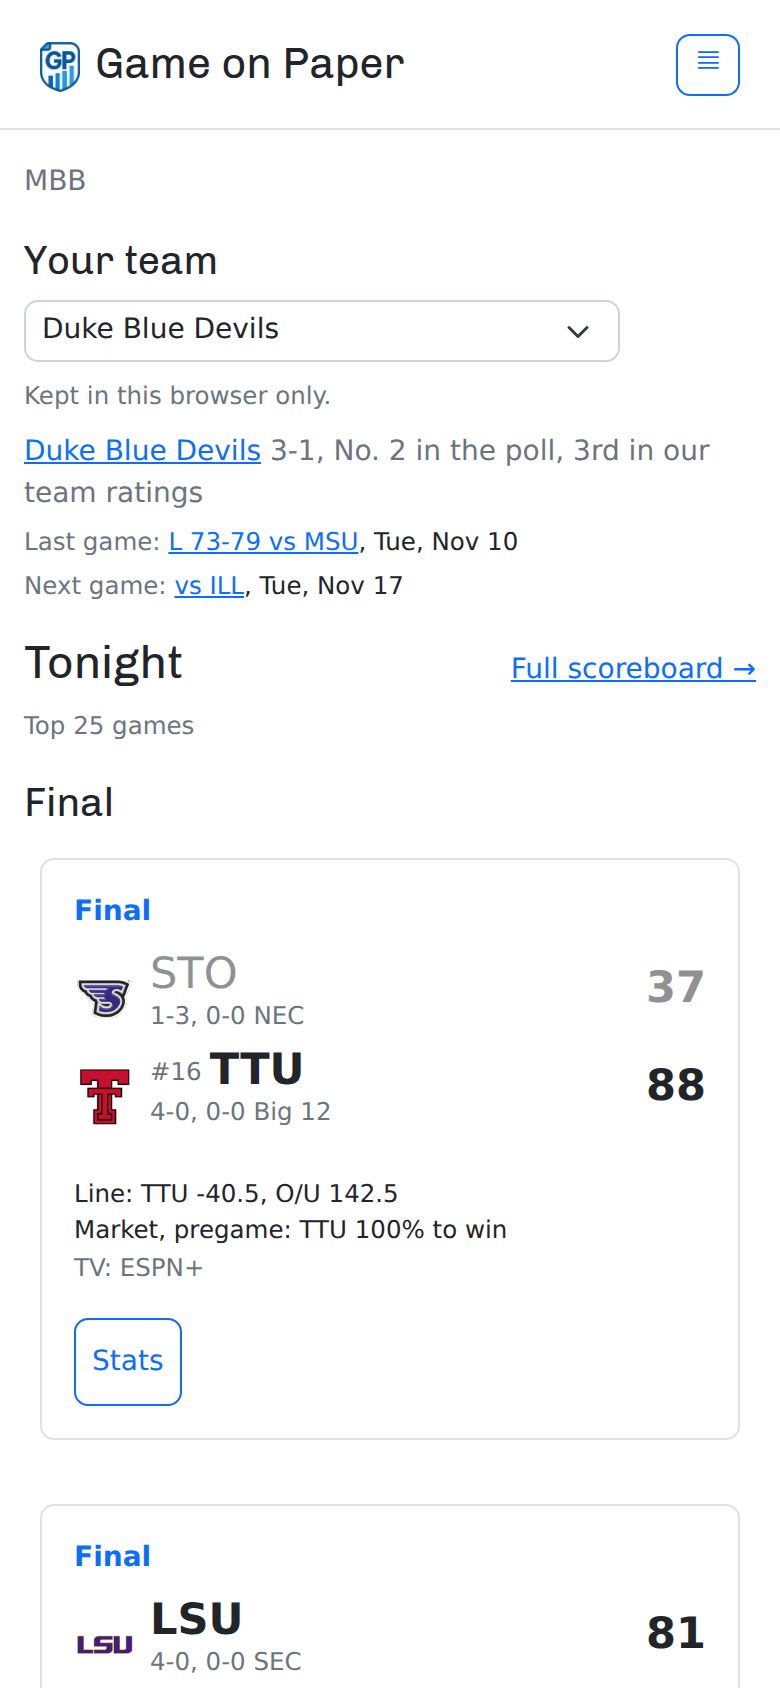 GP Game on Paper
MBB
Your team
Duke Blue Devils
Kept in this browser only.
Duke Blue Devils 3-1, No. 2 in the poll, 3rd in our
team ratings
Last game: L 73-79 vs MSU, Tue, Nov 10
Next game: vs ILL, Tue, Nov 17
Tonight
Full scoreboard →
Top 25 games
Final
Final
STO
37
1-3, 0-0 NEC
#16 TTU
88
4-0, 0-0 Big 12
Line: TTU -40.5, O/U 142.5
Market, pregame: TTU 100% to win
TV: ESPN+
Stats
Final
LSU
LSU
81
4-0, 0-0 SEC